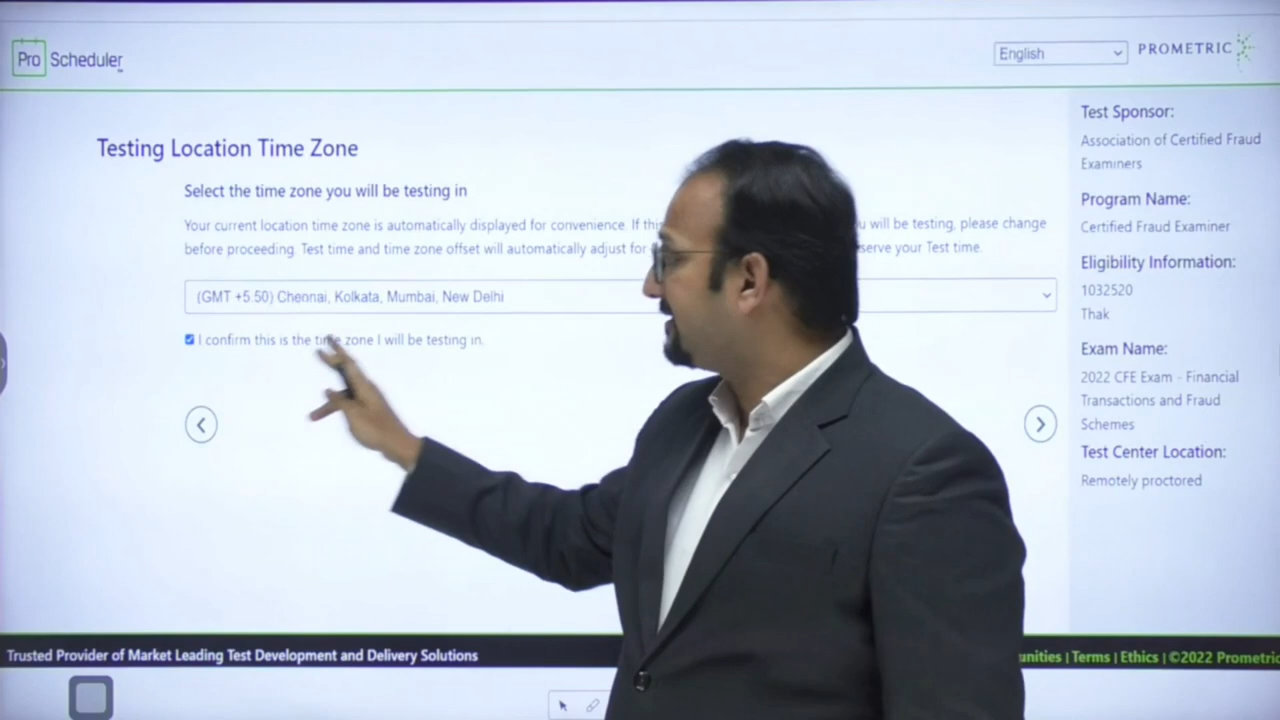 Pro Scheduler
English
PROMETRIC
Testing Location Time Zone
Select the time zone you will be testing in
Your current location time zone is automatically displayed for convenience. If this u will be testing, please change
before proceeding. Test time and time zone offset will automatically adjust for serve your Test time.
(GMT +5.50) Chennai, Kolkata, Mumbai, New Delhi
I confirm this is the time zone I will be testing in.
Test Sponsor:
Association of Certified Fraud
Examiners
Program Name:
Certified Fraud Examiner
Eligibility Information:
1032520
Thak
Exam Name:
2022 CFE Exam - Financial
Transactions and Fraud
Schemes
Test Center Location:
Remotely proctored
Trusted Provider of Market Leading Test Development and Delivery Solutions
unities | Terms | Ethics | ©2022 Prometric